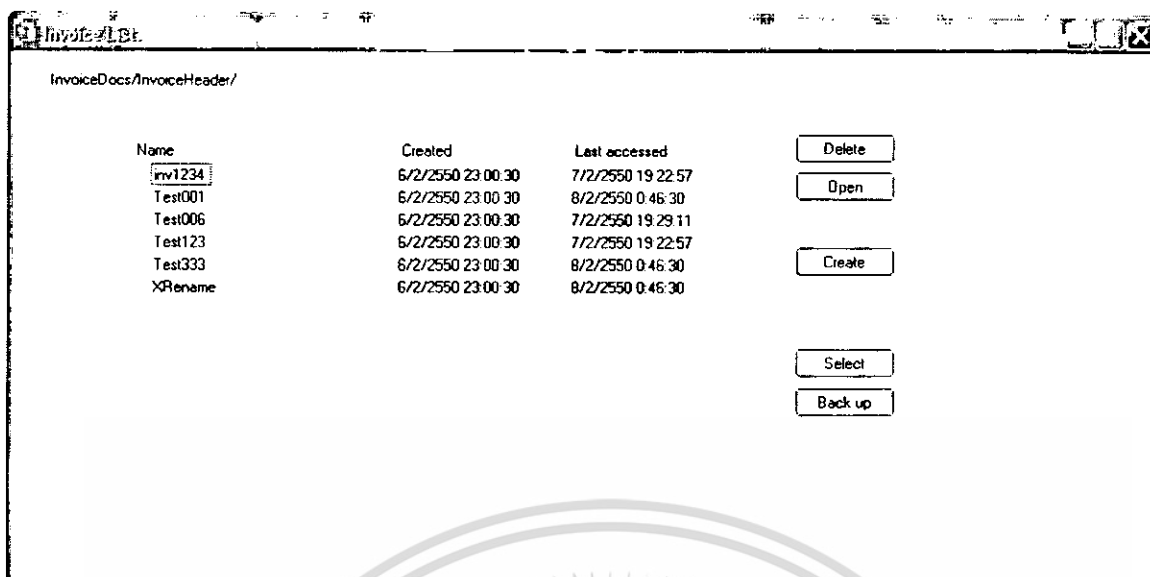 InvoiceList
InvoiceDocs/InvoiceHeader/
Name Created Last accessed Delete
inv1234 6/2/2550 23:00:30 7/2/2550 19:22:57
Open
Test001 6/2/2550 23:00:30 8/2/2550 0:46:30
Test006 6/2/2550 23:00:30 7/2/2550 19:29:11
Test123 6/2/2550 23:00:30 7/2/2550 19:22:57
Test333 6/2/2550 23:00:30 8/2/2550 0:46:30 Create
XRename 6/2/2550 23:00:30 8/2/2550 0:46:30
Select
Back up